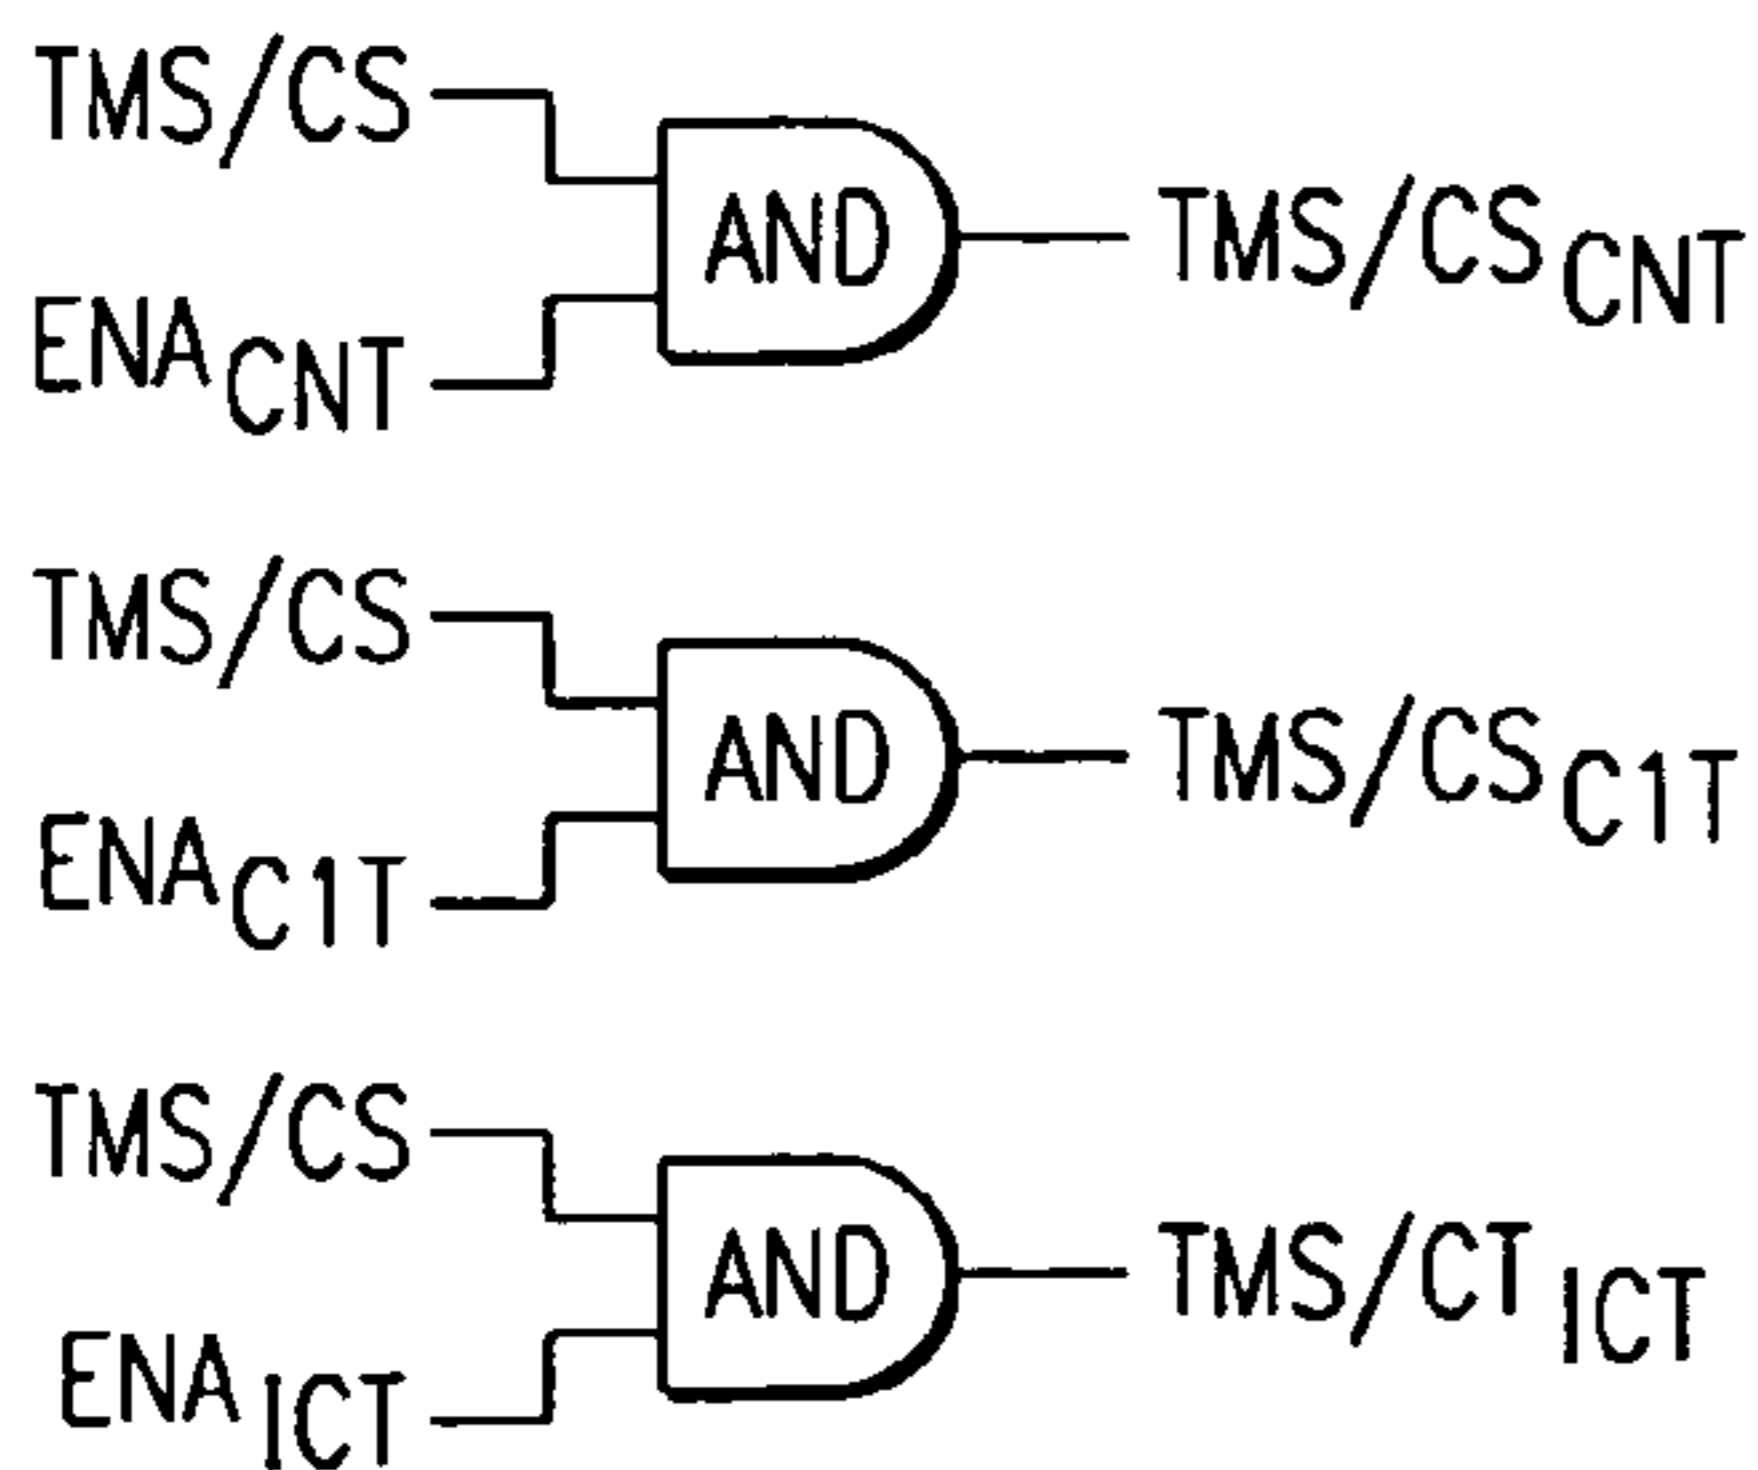 TMS/CS
AND
TMS/CS CNT
ENA CNT
TMS/CS
AND
TMS/CS C1T
ENA C1T
TMS/CS
AND
TMS/CT ICT
ENA ICT